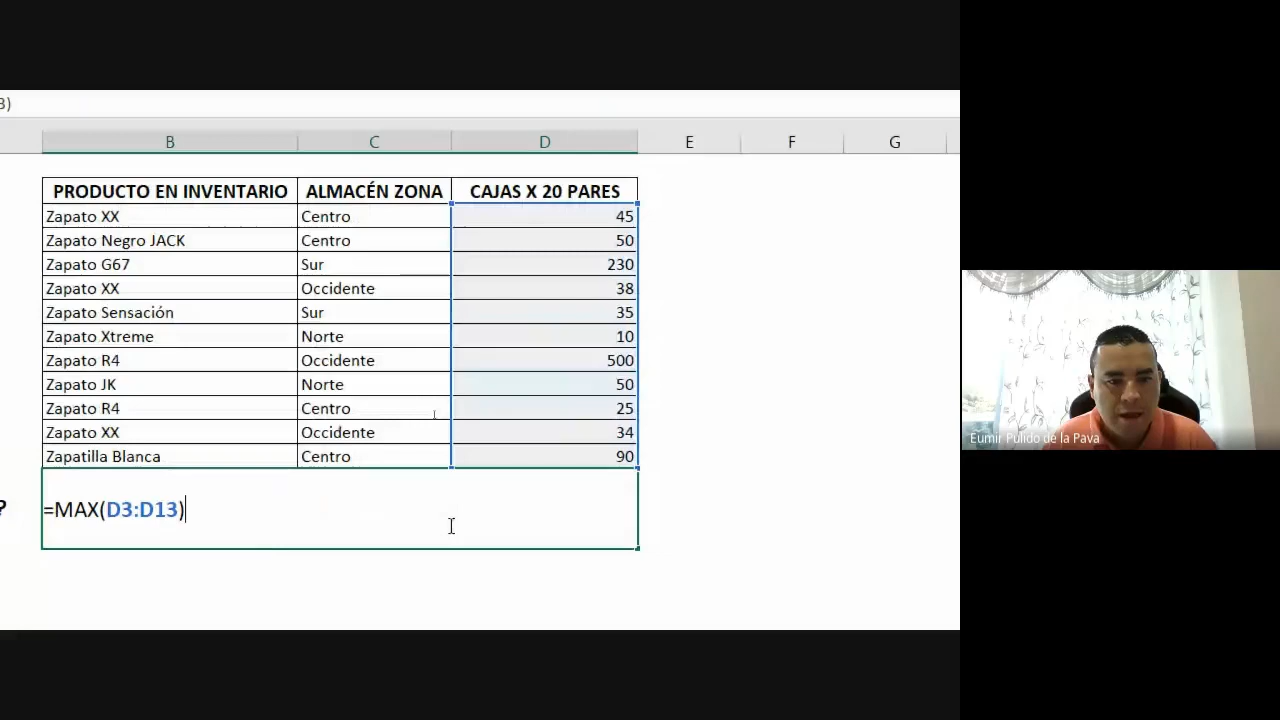 3)
B C D E F G
PRODUCTO EN INVENTARIO ALMACÉN ZONA CAJAS X 20 PARES
Zapato XX Centro 45
Zapato Negro JACK Centro 50
Zapato G67 Sur 230
Zapato XX Occidente 38
Zapato Sensación Sur 35
Zapato Xtreme Norte 10
Zapato R4 Occidente 500
Zapato JK Norte 50
Zapato R4 Centro 25
Zapato XX Occidente 34
Zapatilla Blanca Centro 90
? =MAX(D3:D13)
Eumir Pulido de la Pava